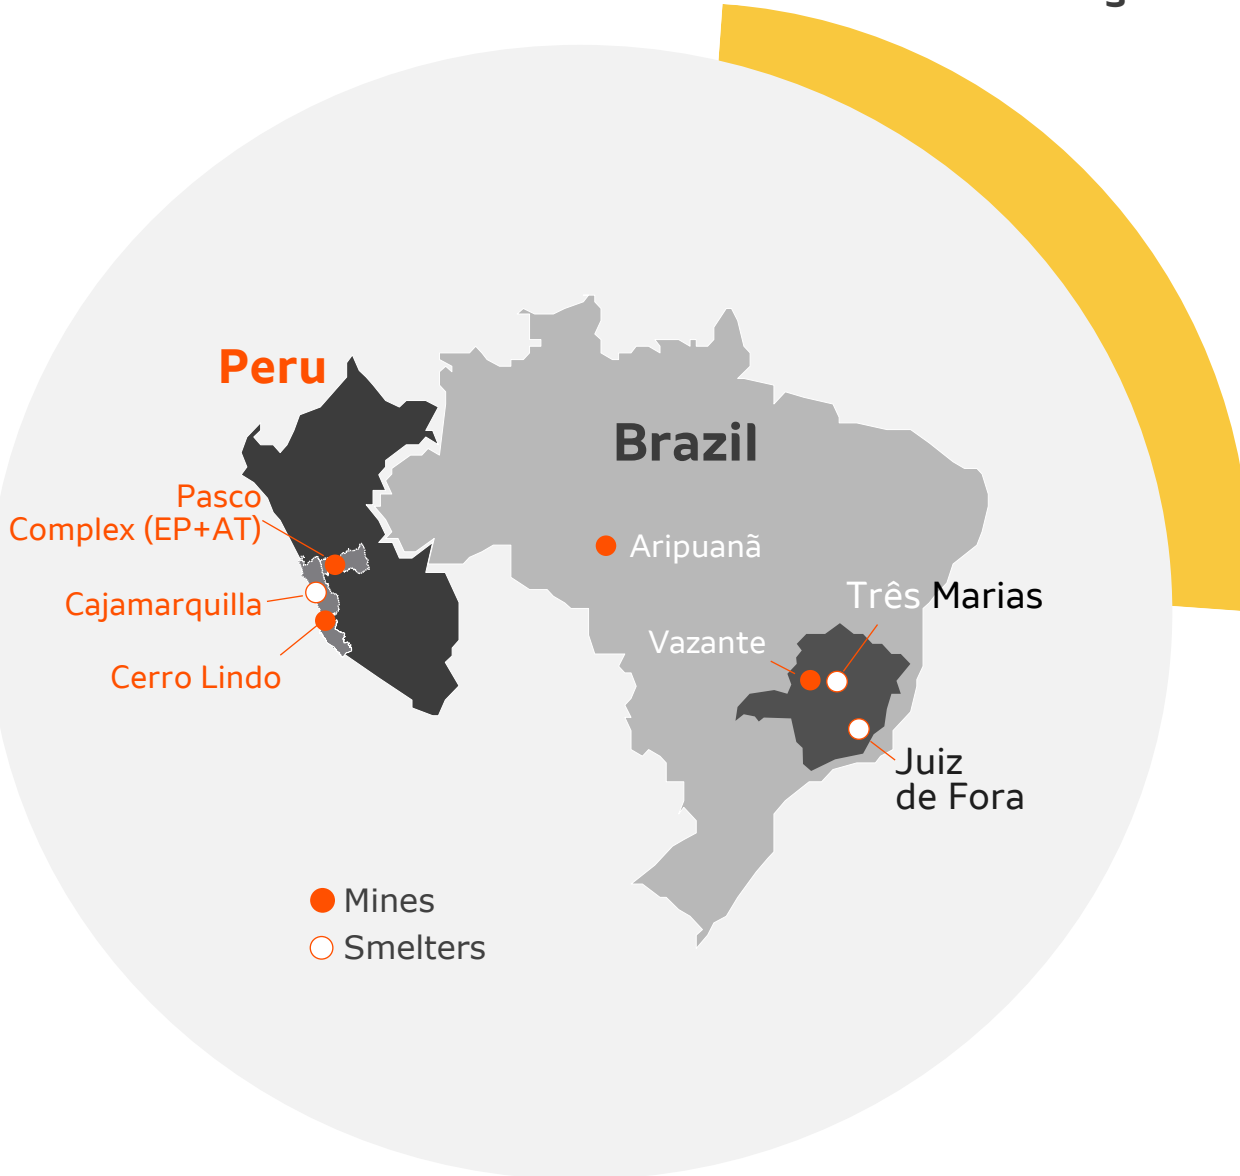 Peru
Brazil
Pasco
Complex (EP+AT)
Aripuanã
Cajamarquilla
Três Marias
Vazante
Cerro Lindo
Juiz
de Fora
Mines
Smelters